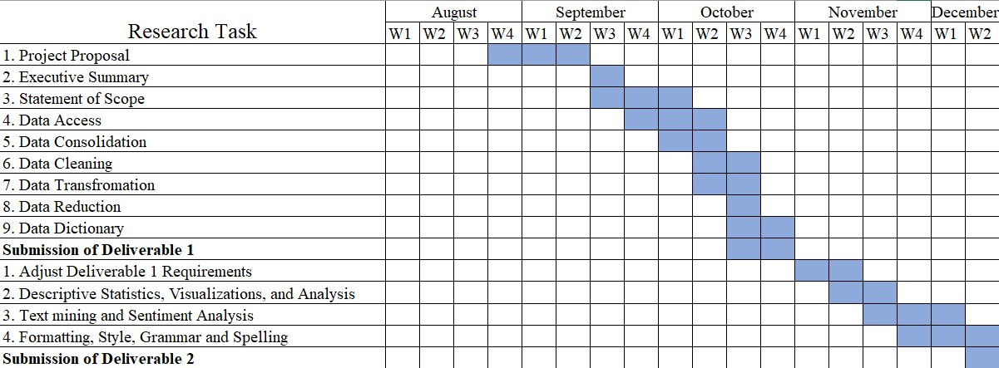 August September October November December
Research Task W1 W2 W3 W4 W1 W2 W3 W4 W1 W2 W3 W4 W1 W2 W3 W4 W1 W2
1. Project Proposal
2. Executive Summary
3. Statement of Scope
4. Data Access
5. Data Consolidation
6. Data Cleaning
7. Data Transfromation
8. Data Reduction
9. Data Dictionary
Submission of Deliverable 1
1. Adjust Deliverable 1 Requirements
2. Descriptive Statistics, Visualizations, and Analysis
3. Text mining and Sentiment Analysis
4. Formatting, Style, Grammar and Spelling
Submission of Deliverable 2